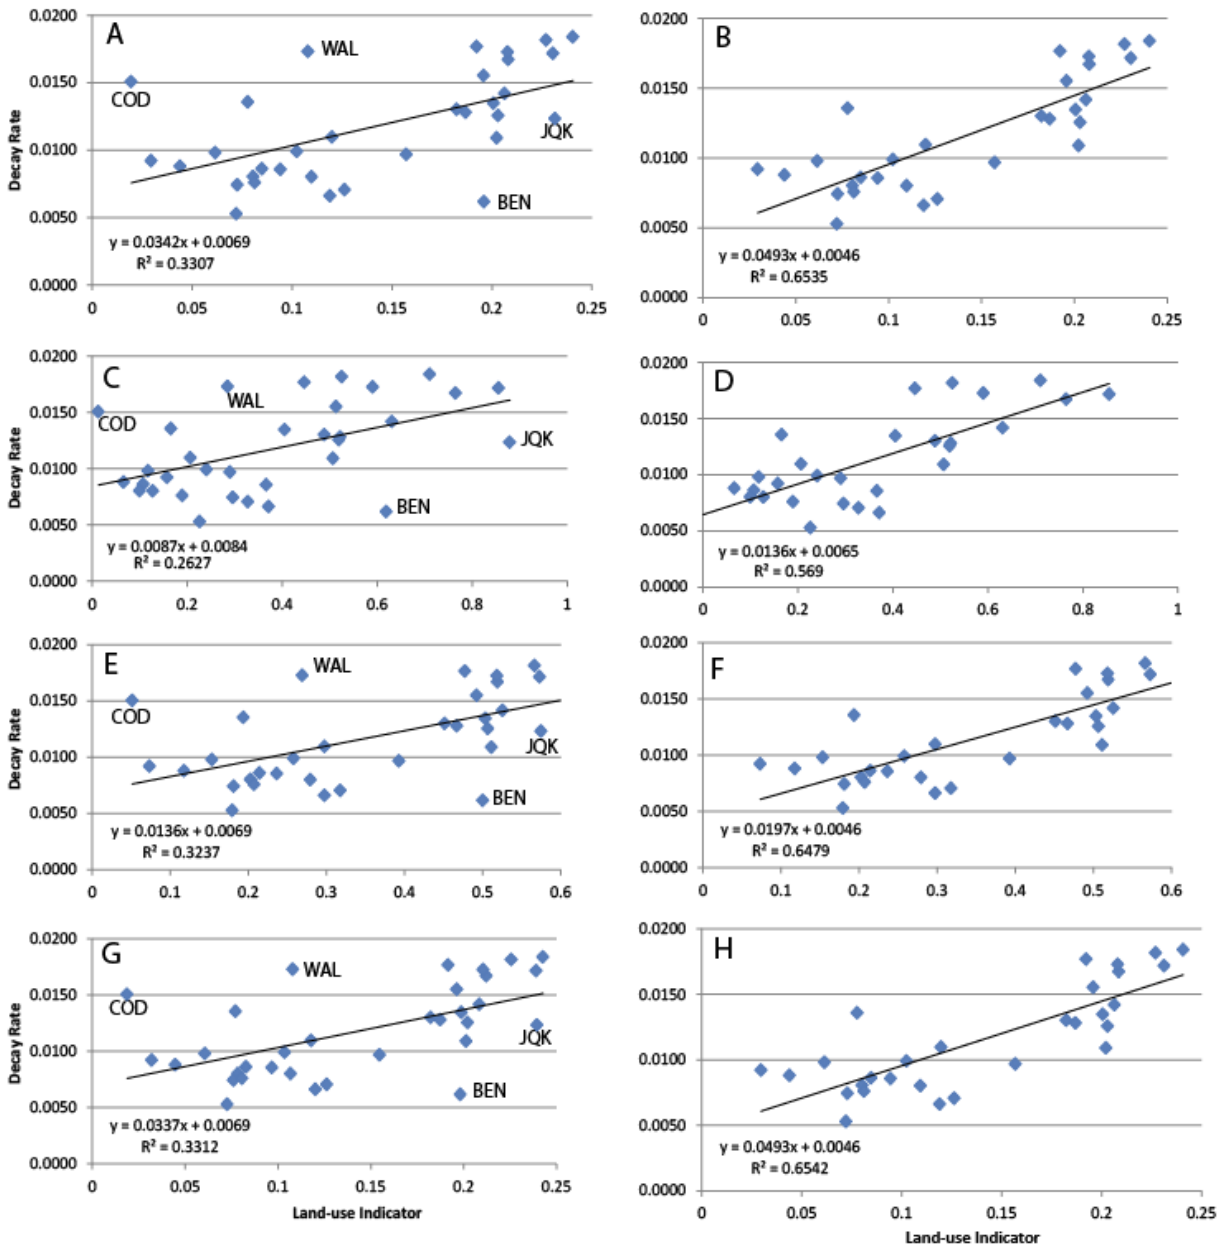 A
0.0200
0.0150
0.0100
0.0050
0.0000
Decay Rate
COD
WAL
JQK
BEN
y = 0.0342x + 0.0069
R² = 0.3307
0 0.1 0.15 0.2 0.25
B
0.0200
0.0150
0.0100
0.0050
0.0000
y = 0.0493x + 0.0046
R² = 0.6535
0 0.05 0.1 0.15 0.2 0.25
C
0.0200
0.0150
0.0100
0.0050
0.0000
Decay Rate
COD
WAL
JQK
BEN
y = 0.0087x + 0.0084
R² = 0.2627
0 0.2 0.4 0.6 0.8 1
D
0.0200
0.0150
0.0100
0.0050
0.0000
y = 0.0136x + 0.0065
R² = 0.569
0 0.2 0.4 0.6 0.8 1
E
0.0200
0.0150
0.0100
0.0050
0.0000
Decay Rate
COD
WAL
JQK
BEN
y = 0.0136x + 0.0069
R² = 0.3237
0 0.1 0.2 0.3 0.4 0.5 0.6
F
0.0200
0.0150
0.0100
0.0050
0.0000
y = 0.0197x + 0.0046
R² = 0.6479
0 0.1 0.2 0.3 0.4 0.5 0.6
G
0.0200
0.0150
0.0100
0.0050
0.0000
Decay Rate
COD
WAL
JQK
BEN
y = 0.0337x + 0.0069
R² = 0.3312
0 0.05 0.1 0.15 0.2 0.25
Land-use Indicator
H
0.0200
0.0150
0.0100
0.0050
0.0000
y = 0.0493x + 0.0046
R² = 0.6542
0 0.05 0.1 0.15 0.2 0.25
Land-use Indicator